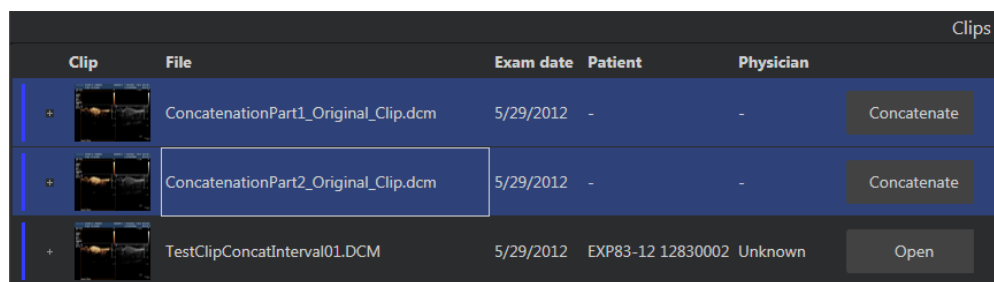 Clips
Clip File Exam date Patient Physician
ConcatenationPart1_Original_Clip.dcm 5/29/2012 - - Concatenate
ConcatenationPart2_Original_Clip.dcm 5/29/2012 - - Concatenate
TestClipConcatInterval01.DCM 5/29/2012 EXP83-12 12830002 Unknown Open